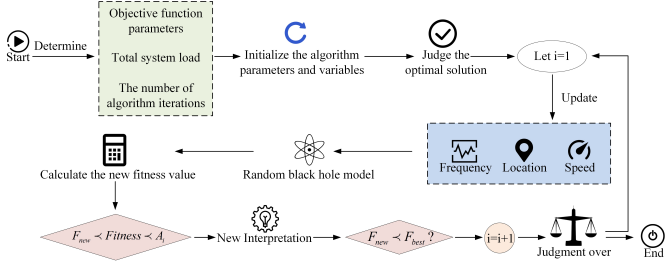 Objective function
parameters
Total system load
The number of
algorithm iterations
Start
Determine
Initialize the algorithm
parameters and variables
Judge the
optimal solution
Let i=1
Update
Frequency
Location
Speed
Random black hole model
Calculate the new fitness value
F_new ≺ Fitness ≺ A_i
New Interpretation
F_new ≺ F_best ?
i=i+1
Judgment over
End